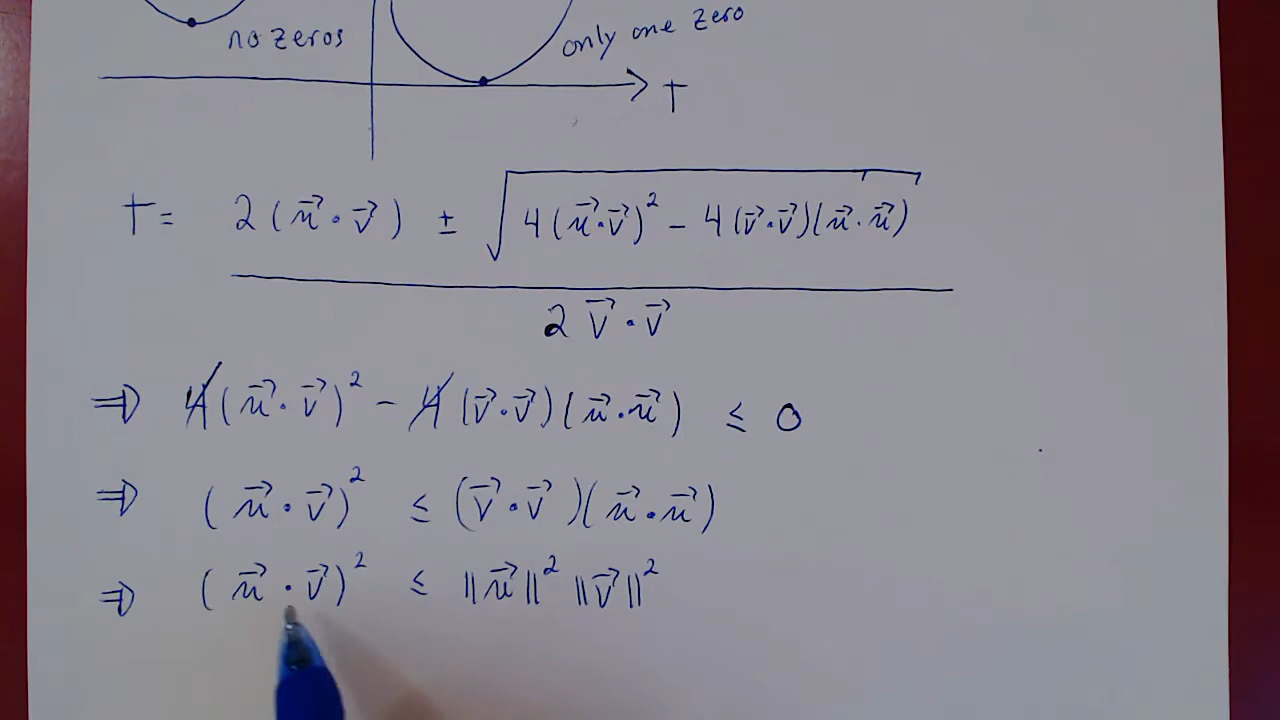 no zeros
only one zero
t
t = 2(u⃗·v⃗) ± √(4(u⃗·v⃗)² − 4(v⃗·v⃗)(u⃗·u⃗))
2 v⃗·v⃗
⇒ 4(u⃗·v⃗)² − 4(v⃗·v⃗)(u⃗·u⃗) ≤ 0
⇒ (u⃗·v⃗)² ≤ (v⃗·v⃗)(u⃗·u⃗)
⇒ (u⃗·v⃗)² ≤ ||u⃗||² ||v⃗||²